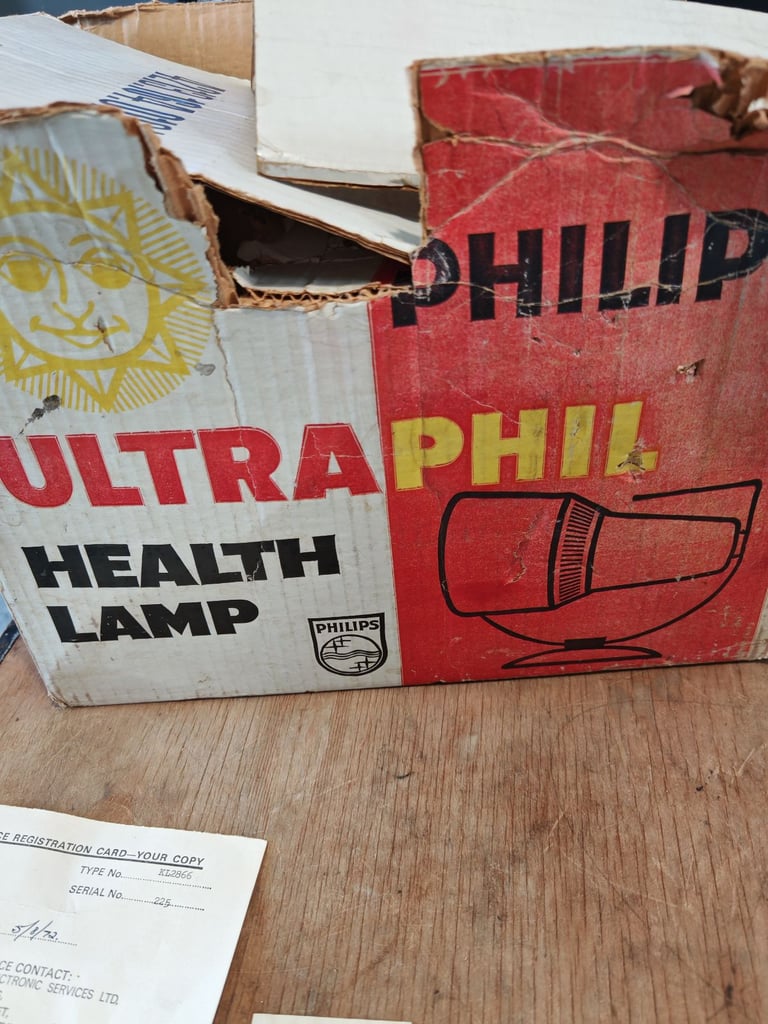 PHILIP
ULTRAPHIL
HEALTH
LAMP
PHILIPS
CE REGISTRATION CARD—YOUR COPY
TYPE No. KL2866
SERIAL No. 225
CE CONTACT:-
CTRONIC SERVICES LTD.